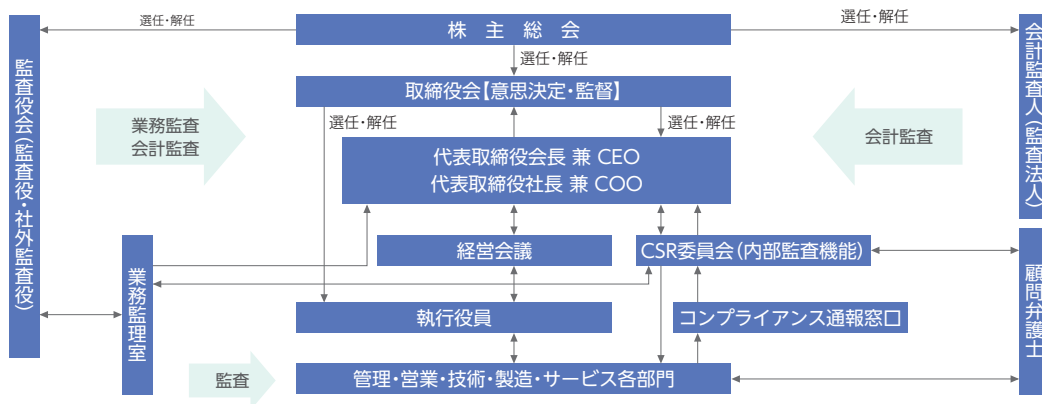 選任・解任
株主総会
選任・解任
選任・解任
取締役会【意思決定・監督】
選任・解任
選任・解任
業務監査
会計監査
会計監査
代表取締役会長 兼 CEO
代表取締役社長 兼 COO
監査役会(監査役・社外監査役)
会計監査人(監査法人)
経営会議
CSR委員会(内部監査機能)
業務監理室
顧問弁護士
執行役員
コンプライアンス通報窓口
監査
管理・営業・技術・製造・サービス各部門